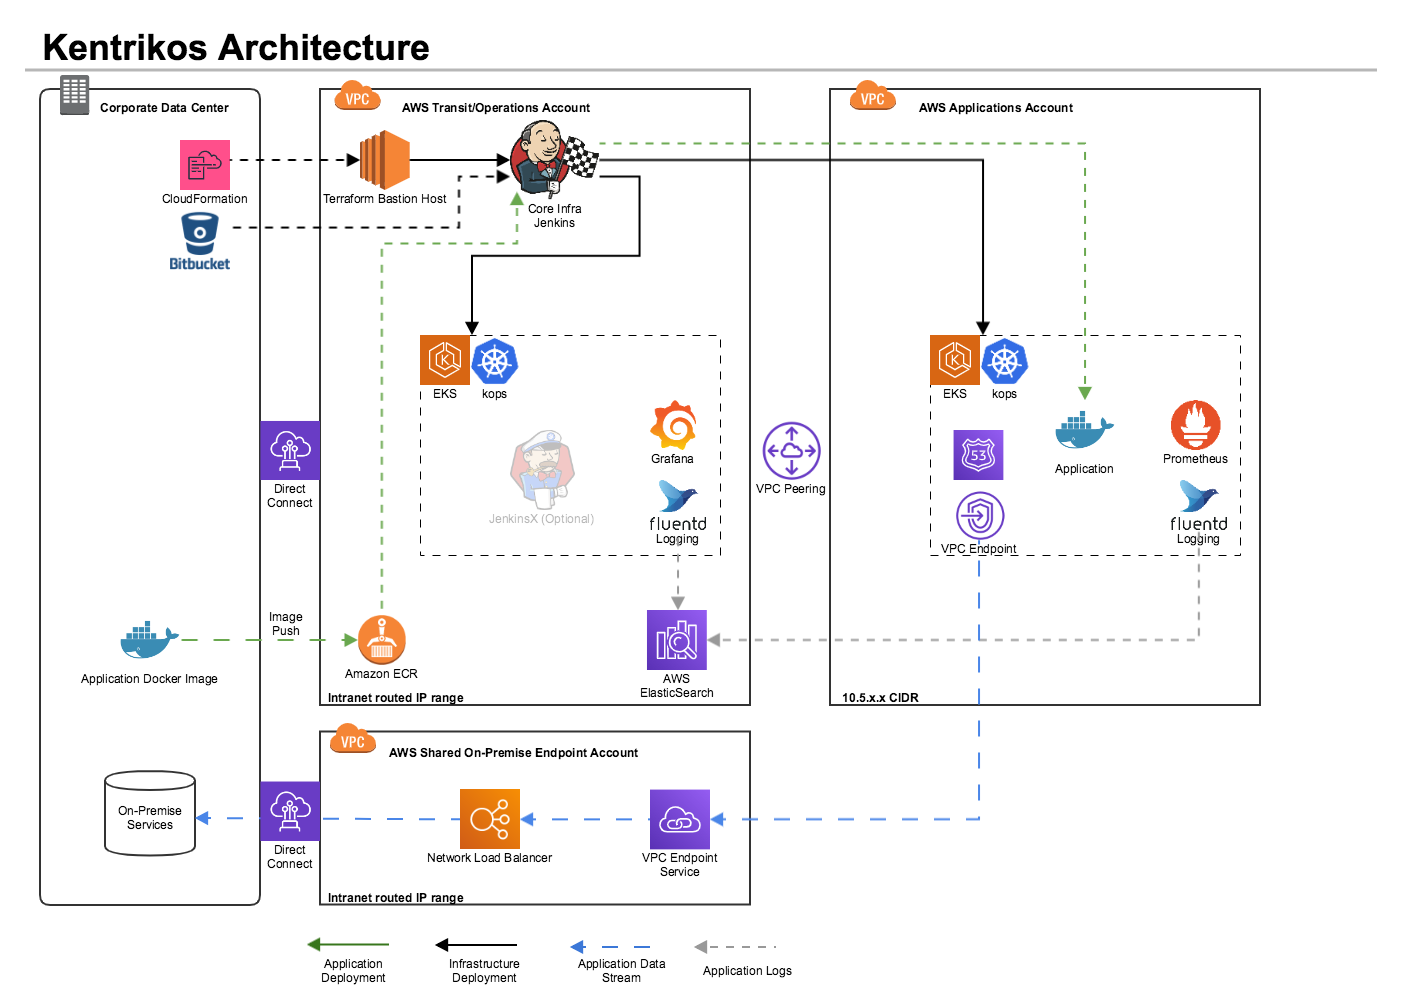 Kentrikos Architecture
Corporate Data Center
VPC
AWS Transit/Operations Account
VPC
AWS Applications Account
CloudFormation
Terraform Bastion Host
Core Infra
Jenkins
Bitbucket
EKS
kops
Grafana
JenkinsX (Optional)
fluentd
Logging
Direct
Connect
VPC Peering
K
K
EKS
kops
53
Application
Prometheus
VPC Endpoint
fluentd
Logging
Image
Push
Application Docker Image
Amazon ECR
AWS
ElasticSearch
Intranet routed IP range
10.5.x.x CIDR
VPC
AWS Shared On-Premise Endpoint Account
On-Premise
Services
Direct
Connect
Network Load Balancer
VPC Endpoint
Service
Intranet routed IP range
Application
Deployment
Infrastructure
Deployment
Application Data
Stream
Application Logs